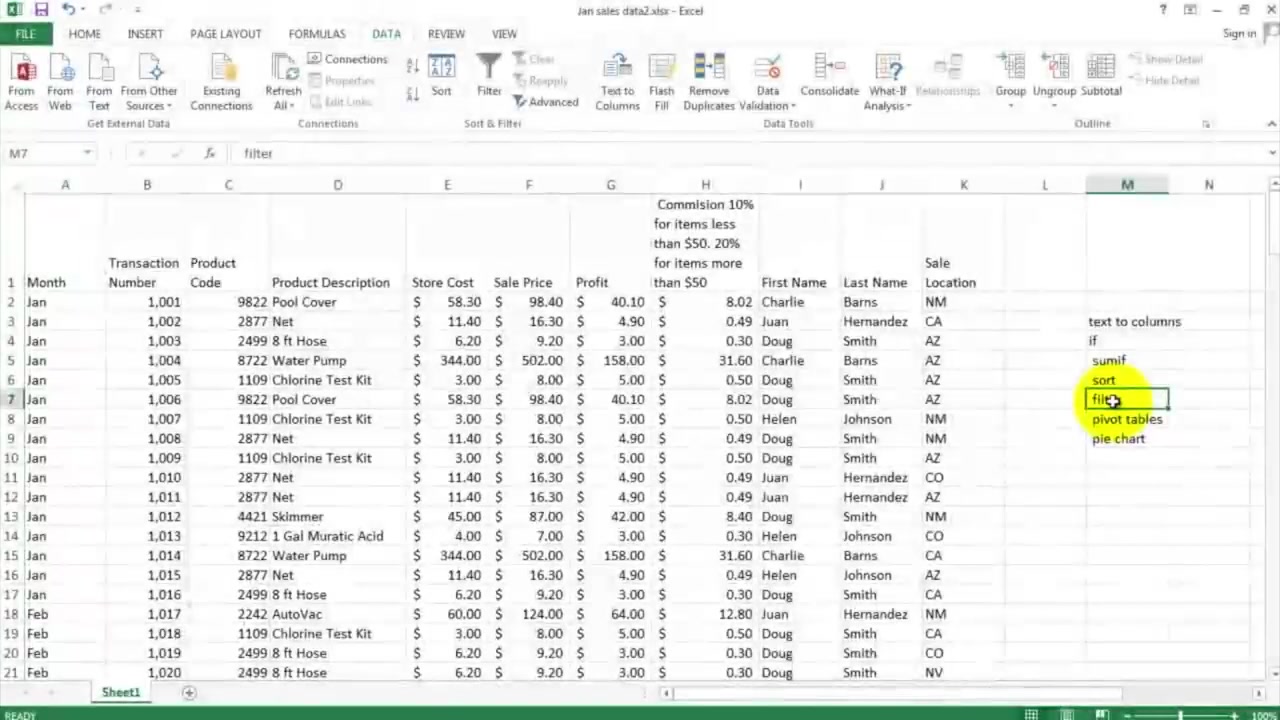 Jan sales data2.xlsx - Excel
FILE HOME INSERT PAGE LAYOUT FORMULAS DATA REVIEW VIEW Sign in
From Access
From Web
From Text
From Other Sources
Get External Data
Existing Connections
Refresh All
Connections
Properties
Edit Links
Connections
Sort
Filter
Clear
Reapply
Advanced
Sort & Filter
Text to Columns
Flash Fill
Remove Duplicates
Data Validation
Consolidate
What-If Analysis
Relationships
Data Tools
Group
Ungroup
Subtotal
Show Detail
Hide Detail
Outline
M7 fx filter
A B C D E F G H I J K L M N
1 Month Transaction Number Product Code Product Description Store Cost Sale Price Profit Commision 10% for items less than $50. 20% for items more than $50 First Name Last Name Sale Location
2 Jan 1,001 9822 Pool Cover $ 58.30 $ 98.40 $ 40.10 $ 8.02 Charlie Barns NM
3 Jan 1,002 2877 Net $ 11.40 $ 16.30 $ 4.90 $ 0.49 Juan Hernandez CA text to columns
4 Jan 1,003 2499 8 ft Hose $ 6.20 $ 9.20 $ 3.00 $ 0.30 Doug Smith AZ if
5 Jan 1,004 8722 Water Pump $ 344.00 $ 502.00 $ 158.00 $ 31.60 Charlie Barns AZ sumif
6 Jan 1,005 1109 Chlorine Test Kit $ 3.00 $ 8.00 $ 5.00 $ 0.50 Doug Smith AZ sort
7 Jan 1,006 9822 Pool Cover $ 58.30 $ 98.40 $ 40.10 $ 8.02 Doug Smith AZ
8 Jan 1,007 1109 Chlorine Test Kit $ 3.00 $ 8.00 $ 5.00 $ 0.50 Helen Johnson NM pivot tables
9 Jan 1,008 2877 Net $ 11.40 $ 16.30 $ 4.90 $ 0.49 Doug Smith NM pie chart
10 Jan 1,009 1109 Chlorine Test Kit $ 3.00 $ 8.00 $ 5.00 $ 0.50 Doug Smith AZ
11 Jan 1,010 2877 Net $ 11.40 $ 16.30 $ 4.90 $ 0.49 Juan Hernandez CO
12 Jan 1,011 2877 Net $ 11.40 $ 16.30 $ 4.90 $ 0.49 Juan Hernandez AZ
13 Jan 1,012 4421 Skimmer $ 45.00 $ 87.00 $ 42.00 $ 8.40 Doug Smith NM
14 Jan 1,013 9212 1 Gal Muratic Acid $ 4.00 $ 7.00 $ 3.00 $ 0.30 Helen Johnson CO
15 Jan 1,014 8722 Water Pump $ 344.00 $ 502.00 $ 158.00 $ 31.60 Charlie Barns CA
16 Jan 1,015 2877 Net $ 11.40 $ 16.30 $ 4.90 $ 0.49 Helen Johnson AZ
17 Jan 1,016 2499 8 ft Hose $ 6.20 $ 9.20 $ 3.00 $ 0.30 Doug Smith CA
18 Feb 1,017 2242 AutoVac $ 60.00 $ 124.00 $ 64.00 $ 12.80 Juan Hernandez NM
19 Feb 1,018 1109 Chlorine Test Kit $ 3.00 $ 8.00 $ 5.00 $ 0.50 Doug Smith CA
20 Feb 1,019 2499 8 ft Hose $ 6.20 $ 9.20 $ 3.00 $ 0.30 Doug Smith CO
21 Feb 1,020 2499 8 ft Hose $ 6.20 $ 9.20 $ 3.00 $ 0.30 Doug Smith NV
Sheet1
READY 100%